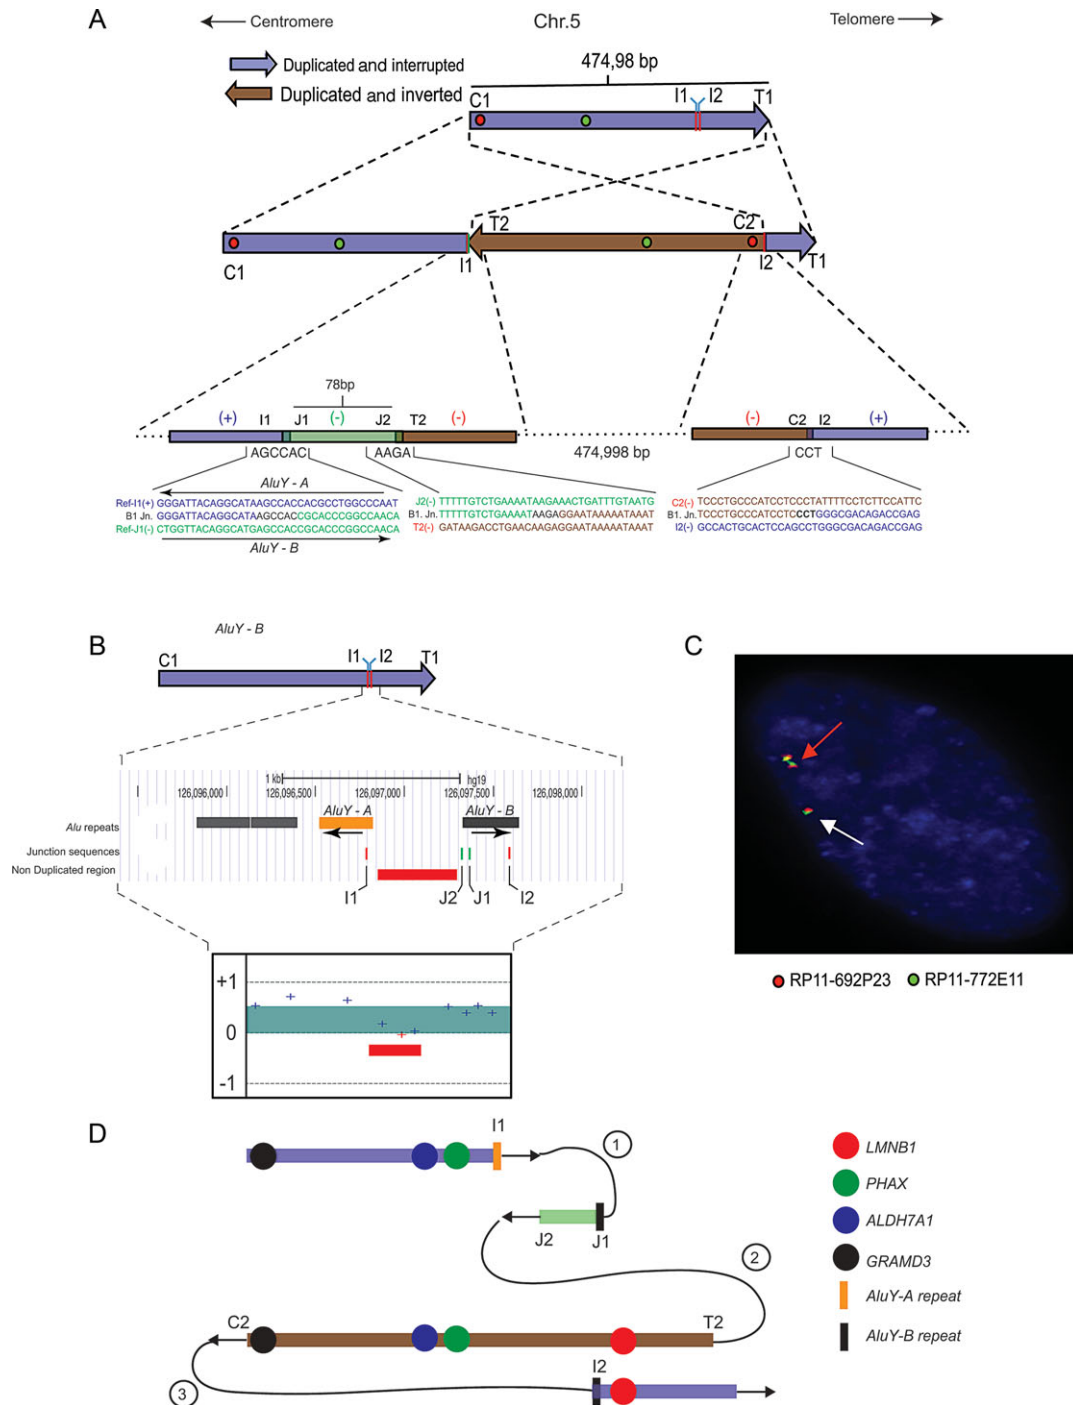 A
Centromere
Chr.5
Telomere
Duplicated and interrupted
Duplicated and inverted
474,98 bp
C1
I1
I2
T1
T2
C2
C1
I1
I2
T1
78bp
(+)
I1
J1
(-)
J2
T2
(-)
(-)
C2
I2
(+)
AGCCAC
AAGA
474,998 bp
CCT
AluY - A
Ref-I1(+) GGGATTACAGGCATAAGCCACCACGCCTGGCCCAAT
B1 Jn. GGGATTACAGGCATAAGCCACCGCACCCGGCCAACA
Ref-J1(-) CTGGTTACAGGCATGAGCCACCGCACCCGGCCAACA
AluY - B
J2(-) TTTTTGTCTGAAAATAAGAAACTGATTTGTAATG
B1. Jn. TTTTTGTCTGAAAATAAGAGGAATAAAAATAAAT
T2(-) GATAAGACCTGAACAAGAGGAATAAAAATAAAT
C2(-) TCCCTGCCCATCCTCCCTATTTTCCTCTTCCATTC
B1. Jn. TCCCTGCCCATCCTCCCTGGGCGACAGACCGAG
I2(-) GCCACTGCACTCCAGCCTGGGCGACAGACCGAG
B
AluY - B
C1
I1
I2
T1
1 kb
hg19
126,096,000
126,096,500
126,097,000
126,097,500
126,098,000
AluY - A
AluY - B
Alu repeats
Junction sequences
Non Duplicated region
I1
J2
J1
I2
+1
0
-1
C
RP11-692P23
RP11-772E11
D
I1
1
J2
J1
2
C2
T2
I2
3
LMNB1
PHAX
ALDH7A1
GRAMD3
AluY-A repeat
AluY-B repeat